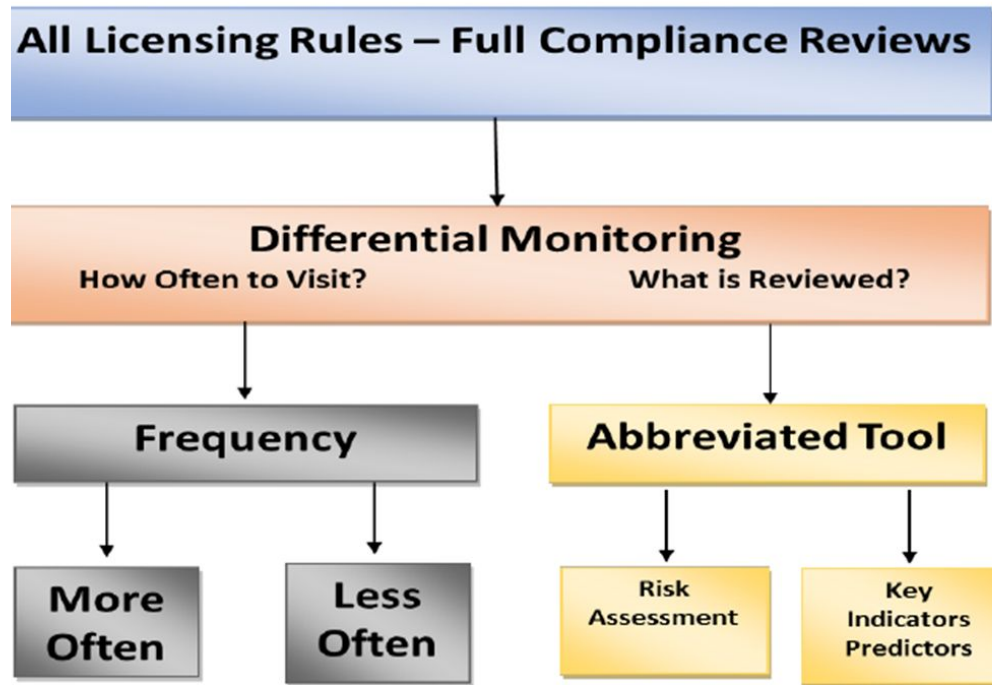 All Licensing Rules – Full Compliance Reviews
Differential Monitoring
How Often to Visit?
What is Reviewed?
Frequency
Abbreviated Tool
More
Often
Less
Often
Risk
Assessment
Key
Indicators
Predictors